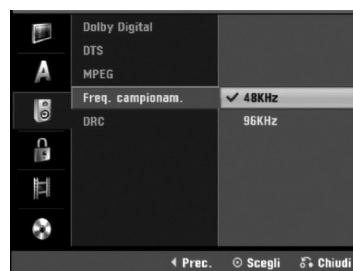 Dolby Digital
DTS
MPEG
Freq. campionam.
✓ 48KHz
DRC
96KHz
A
Prec.
Scegli
Chiudi